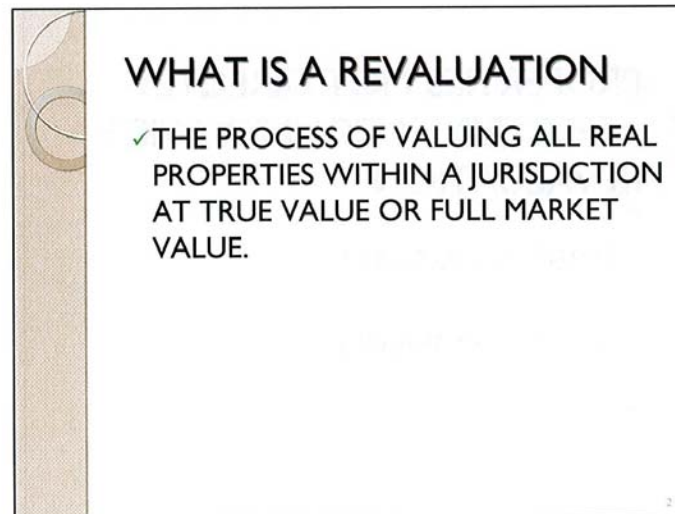 WHAT IS A REVALUATION
✓THE PROCESS OF VALUING ALL REAL
PROPERTIES WITHIN A JURISDICTION
AT TRUE VALUE OR FULL MARKET
VALUE.
2